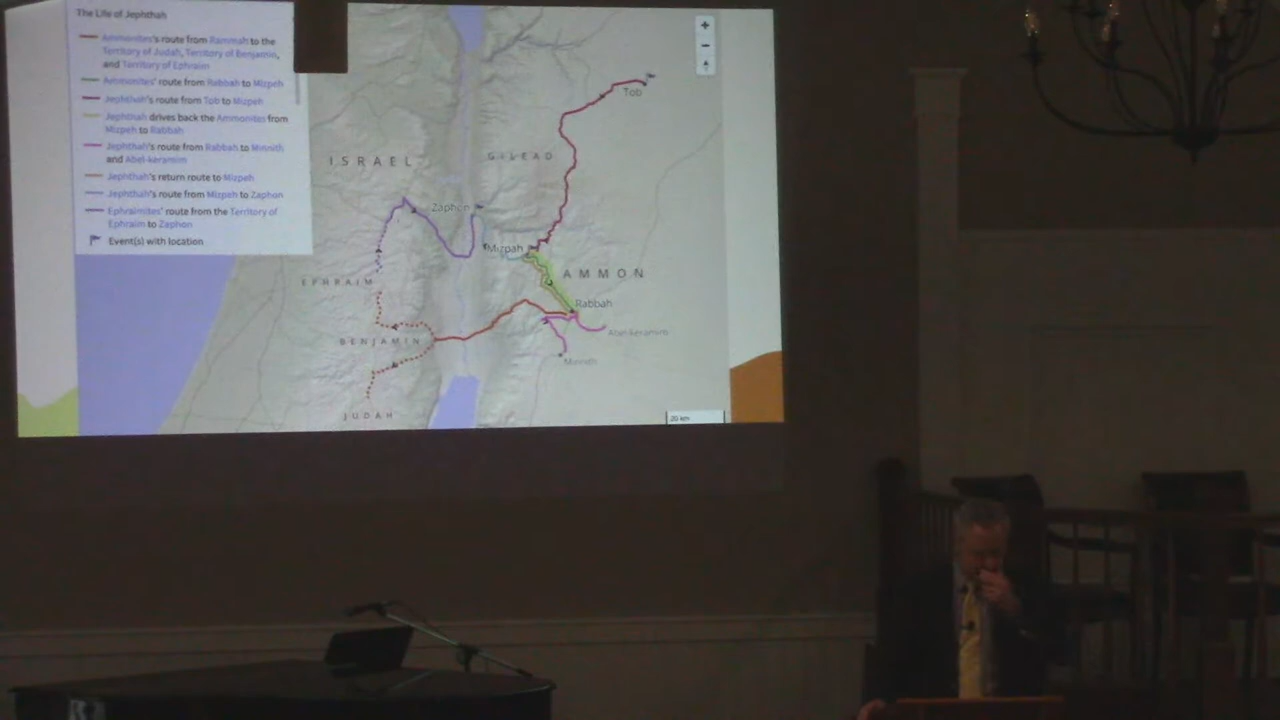 The Life of Jephthah
Ammonites's route from Rammah to the
Territory of Judah, Territory of Benjamin,
and Territory of Ephraim
Ammonites' route from Rabbah to Mizpeh
Jephthah's route from Tob to Mizpeh
Jephthah drives back the Ammonites from
Mizpeh to Rabbah
Jephthah's route from Rabbah to Minnith
and Abel-keramim
Jephthah's return route to Mizpeh
Jephthah's route from Mizpeh to Zaphon
Ephraimites' route from the Territory of
Ephraim to Zaphon
Event(s) with location
Tob
ISRAEL
GILEAD
Zaphon
Mizpah
AMMON
EPHRAIM
Rabbah
Abel-keramim
BENJAMIN
Minnith
JUDAH
20 km